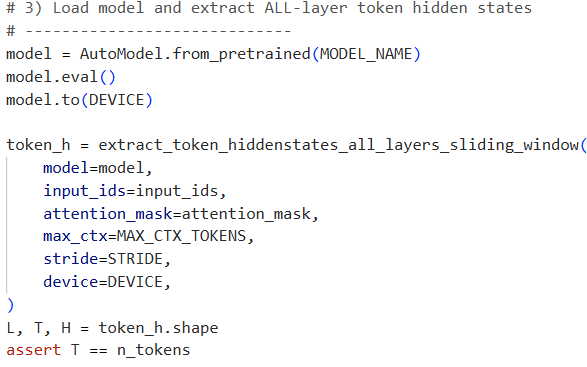 # 3) Load model and extract ALL-layer token hidden states
# -----------------------------
model = AutoModel.from_pretrained(MODEL_NAME)
model.eval()
model.to(DEVICE)

token_h = extract_token_hiddenstates_all_layers_sliding_window(
    model=model,
    input_ids=input_ids,
    attention_mask=attention_mask,
    max_ctx=MAX_CTX_TOKENS,
    stride=STRIDE,
    device=DEVICE,
)
L, T, H = token_h.shape
assert T == n_tokens